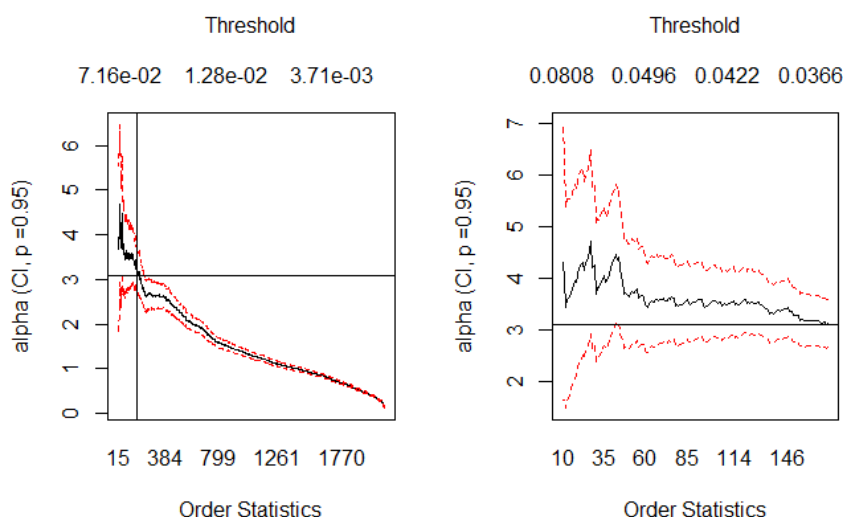 Threshold
7.16e-02 1.28e-02 3.71e-03
6
5
4
3
2
1
0
alpha (CI, p =0.95)
15 384 799 1261 1770
Order Statistics
Threshold
0.0808 0.0496 0.0422 0.0366
7
6
5
4
3
2
alpha (CI, p =0.95)
10 35 60 85 114 146
Order Statistics